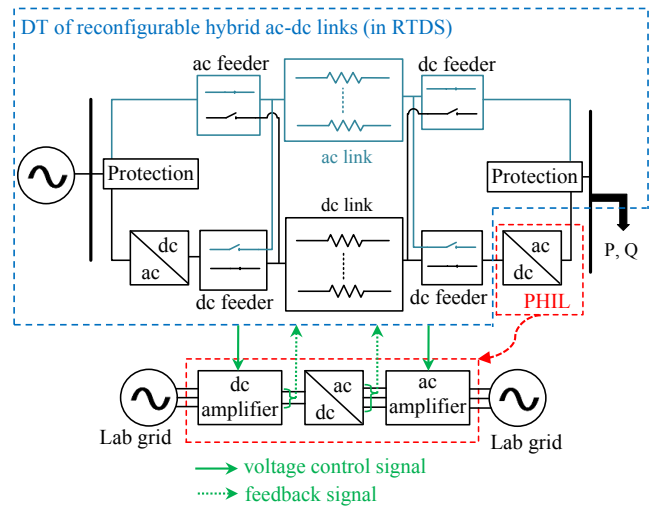 DT of reconfigurable hybrid ac-dc links (in RTDS)
ac feeder
dc feeder
ac link
Protection
Protection
dc link
dc
ac
dc feeder
dc feeder
ac
dc
P, Q
PHIL
dc
amplifier
ac
dc
ac
amplifier
Lab grid
Lab grid
voltage control signal
feedback signal